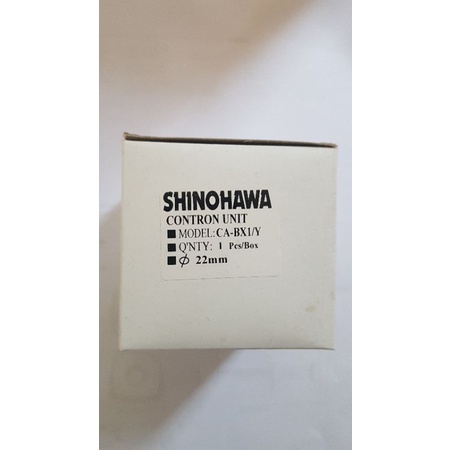 SHINOHAWA
CONTRON UNIT
■ MODEL: CA-BX1/Y
■ Q'NTY: 1 Pcs/Box
■ ⌀ 22mm